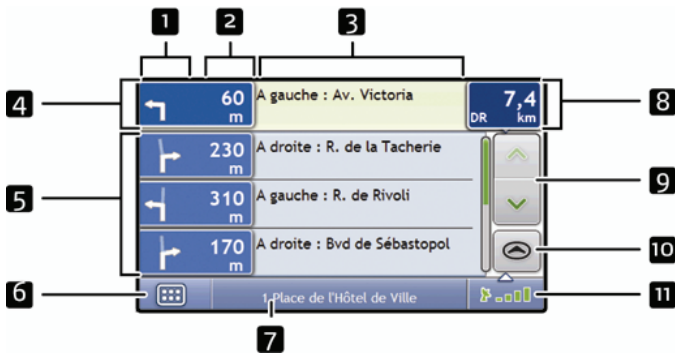 1 2 3
4 60 m A gauche : Av. Victoria 7,4 DR km 8
230 m A droite : R. de la Tacherie
5 310 m A gauche : R. de Rivoli 9
170 m A droite : Bvd de Sébastopol 10
6 1 Place de l'Hôtel de Ville 11
7